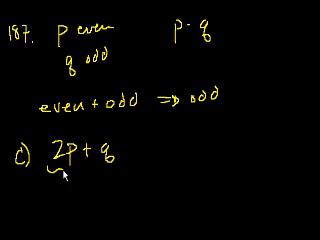 187. p even p · q
q odd
even + odd => odd
c) 2p + q